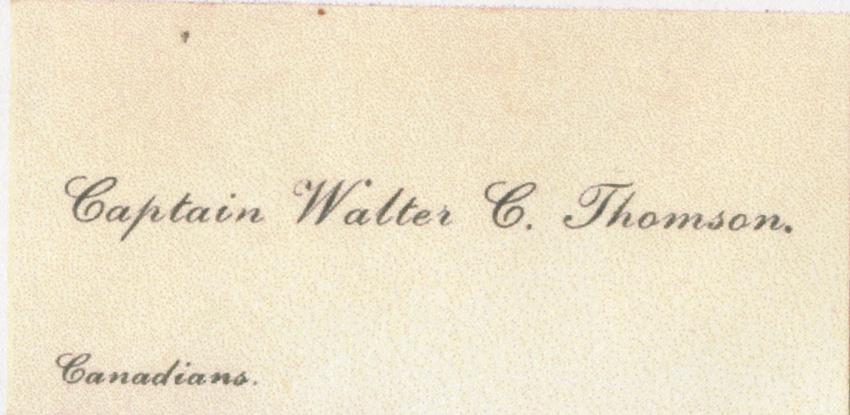 Captain Walter C. Thomson.
Canadians.